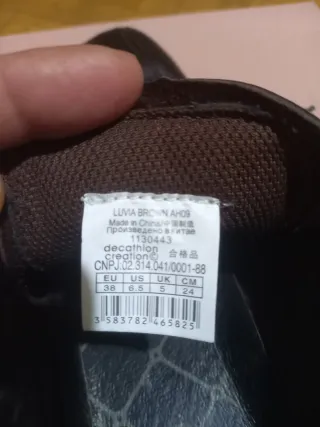 LUVIA BROWN AH09
Made in China/中国制造
Произведено в Китае
1130443
decathlon
creation 合格品
CNPJ:02.314.041/0001-88
EU US UK CM
38 6.5 5 24
3 583782 465825